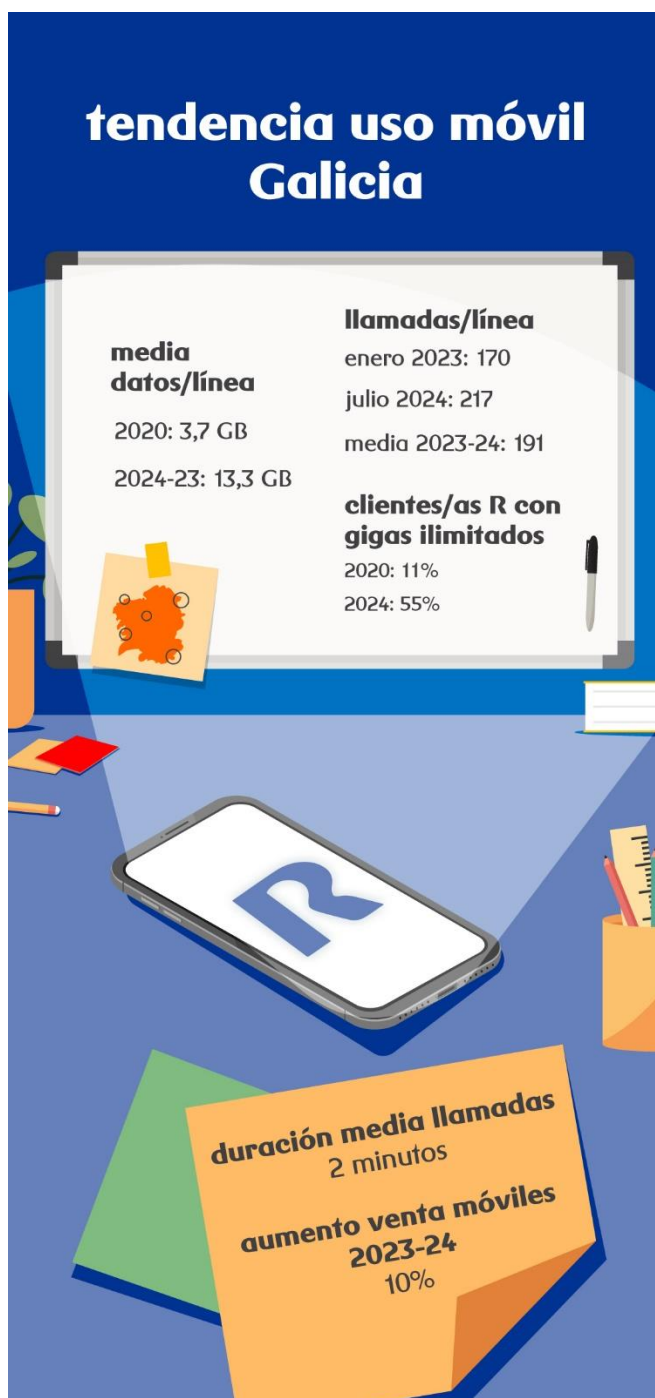 tendencia uso móvil
Galicia
media
datos/línea
2020: 3,7 GB
2024-23: 13,3 GB
llamadas/línea
enero 2023: 170
julio 2024: 217
media 2023-24: 191
clientes/as R con
gigas ilimitados
2020: 11%
2024: 55%
R
duración media llamadas
2 minutos
aumento venta móviles
2023-24
10%